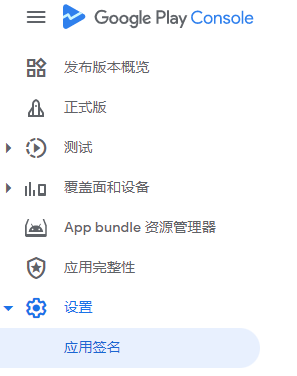 Google Play Console
发布版本概览
正式版
测试
覆盖面和设备
App bundle 资源管理器
应用完整性
设置
应用签名